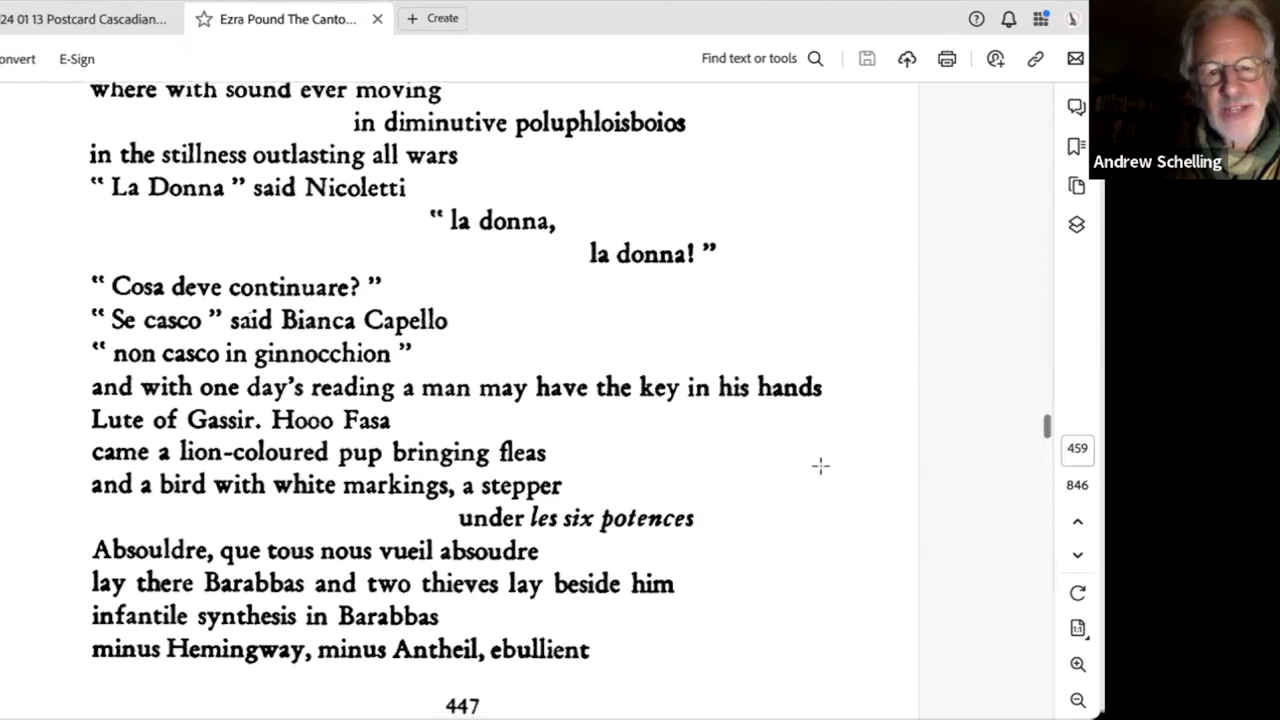 24 01 13 Postcard Cascadian...
Ezra Pound The Canto...
Create
onvert
E-Sign
Find text or tools
where with sound ever moving
in diminutive poluphloisboios
in the stillness outlasting all wars
“ La Donna ” said Nicoletti
“ la donna,
la donna! ”
“ Cosa deve continuare? ”
“ Se casco ” said Bianca Capello
“ non casco in ginnocchion ”
and with one day’s reading a man may have the key in his hands
Lute of Gassir. Hooo Fasa
came a lion-coloured pup bringing fleas
and a bird with white markings, a stepper
under les six potences
Absouldre, que tous nous vueil absoudre
lay there Barabbas and two thieves lay beside him
infantile synthesis in Barabbas
minus Hemingway, minus Antheil, ebullient
447
Andrew Schelling
459
846
1:1